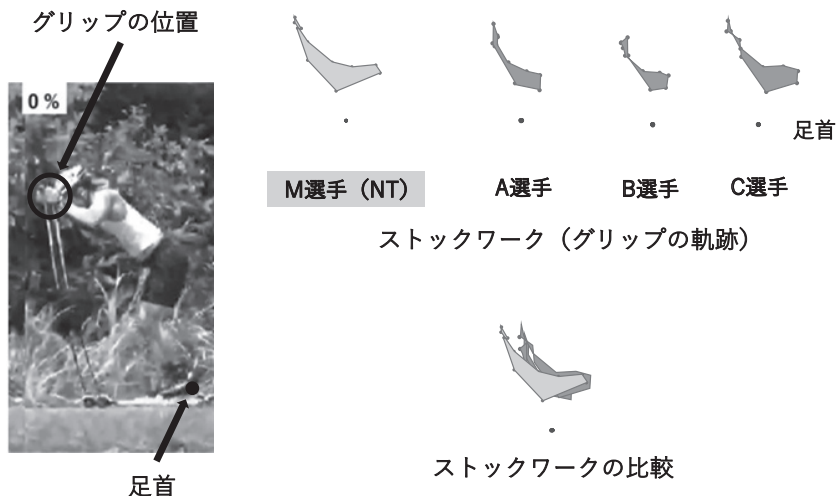 グリップの位置
0 %
足首
足首
M選手（NT）
A選手
B選手
C選手
ストックワーク（グリップの軌跡）
ストックワークの比較